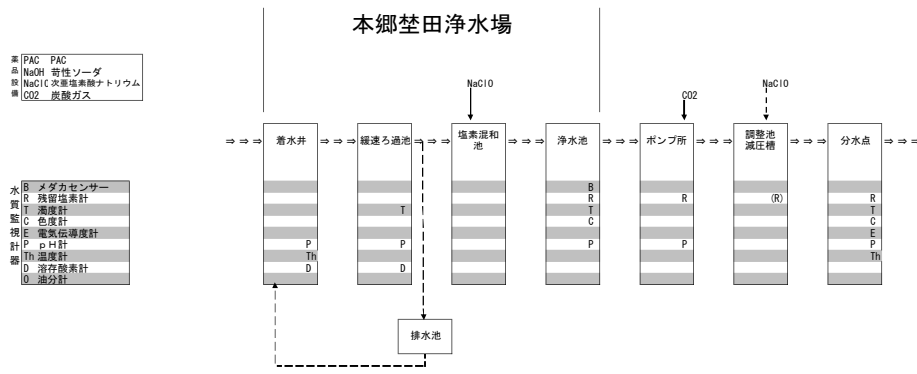 本郷埜田浄水場
薬品設備
PAC PAC
NaOH 苛性ソーダ
NaClO 次亜塩素酸ナトリウム
CO2 炭酸ガス
NaClO
CO2
NaClO
⇒⇒⇒⇒ 着水井 ⇒⇒⇒⇒ 緩速ろ過池 ⇒⇒⇒ 塩素混和池 ⇒⇒⇒⇒ 浄水池 ⇒⇒⇒⇒ ポンプ所 ⇒⇒⇒⇒ 調整池減圧槽 ⇒⇒⇒⇒ 分水点 ⇒⇒⇒
水質監視計器
B メダカセンサー B
R 残留塩素計 R R (R) R
T 濁度計 T T T
C 色度計 C C
E 電気伝導度計 E
P pH計 P P P P P
Th 温度計 Th Th
D 溶存酸素計 D D
O 油分計
排水池